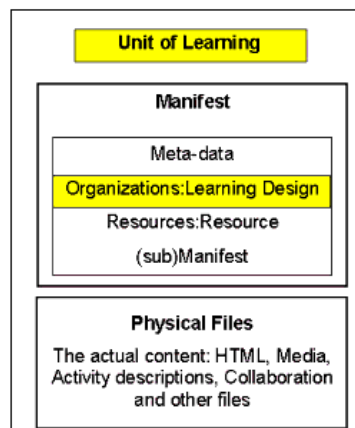 Unit of Learning
Manifest
Meta-data
Organizations:Learning Design
Resources:Resource
(sub)Manifest
Physical Files
The actual content: HTML, Media,
Activity descriptions, Collaboration
and other files